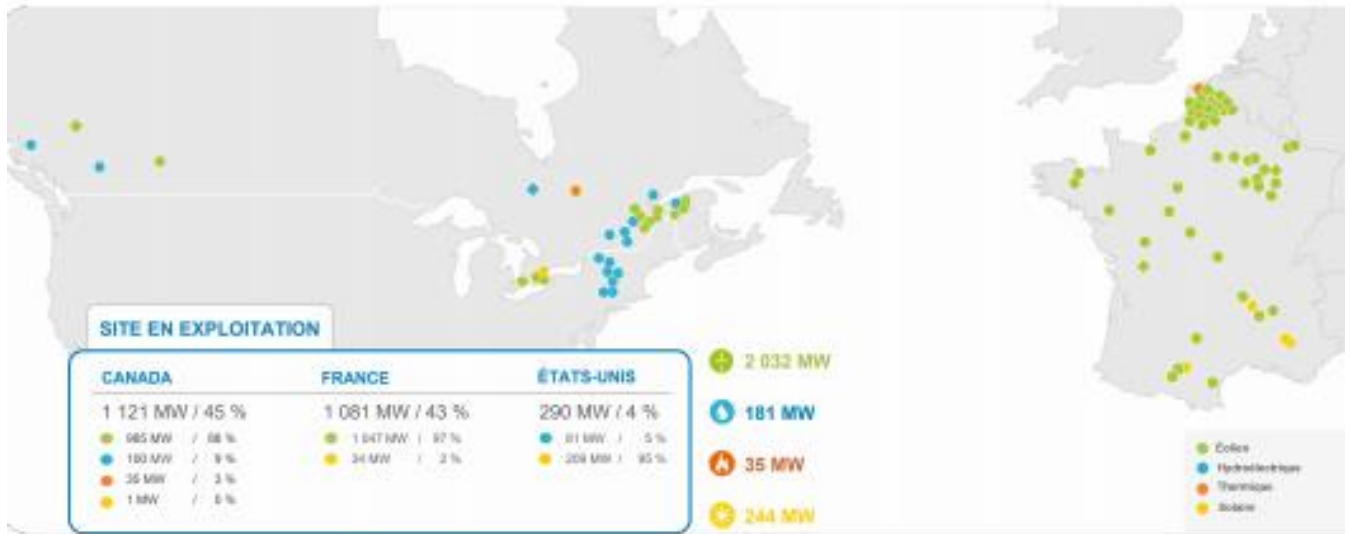 SITE EN EXPLOITATION
CANADA
1 121 MW / 45 %
985 MW / 88 %
100 MW / 9 %
35 MW / 3 %
1 MW / 0 %
FRANCE
1 081 MW / 43 %
1 047 MW / 97 %
34 MW / 3 %
ÉTATS-UNIS
290 MW / 4 %
81 MW / 5 %
209 MW / 95 %
2 032 MW
181 MW
35 MW
244 MW
Éolien
Hydroélectrique
Thermique
Solaire